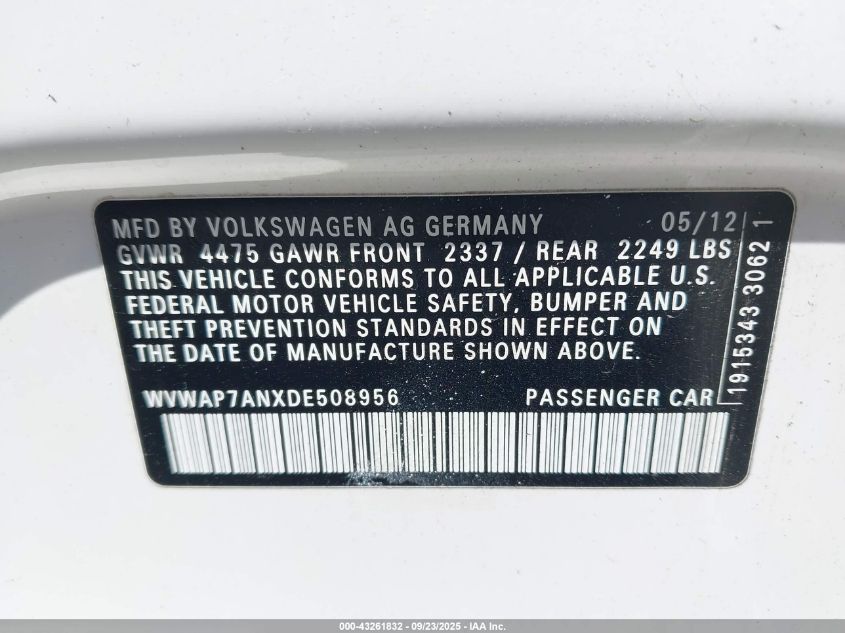 MFD BY VOLKSWAGEN AG GERMANY 05/12
GVWR 4475 GAWR FRONT 2337 / REAR 2249 LBS
THIS VEHICLE CONFORMS TO ALL APPLICABLE U.S.
FEDERAL MOTOR VEHICLE SAFETY, BUMPER AND
THEFT PREVENTION STANDARDS IN EFFECT ON
THE DATE OF MANUFACTURE SHOWN ABOVE.
WVWAP7ANXDE508956 PASSENGER CAR
1915343 3062 1
000-43261832 - 09/23/2025 - IAA Inc.